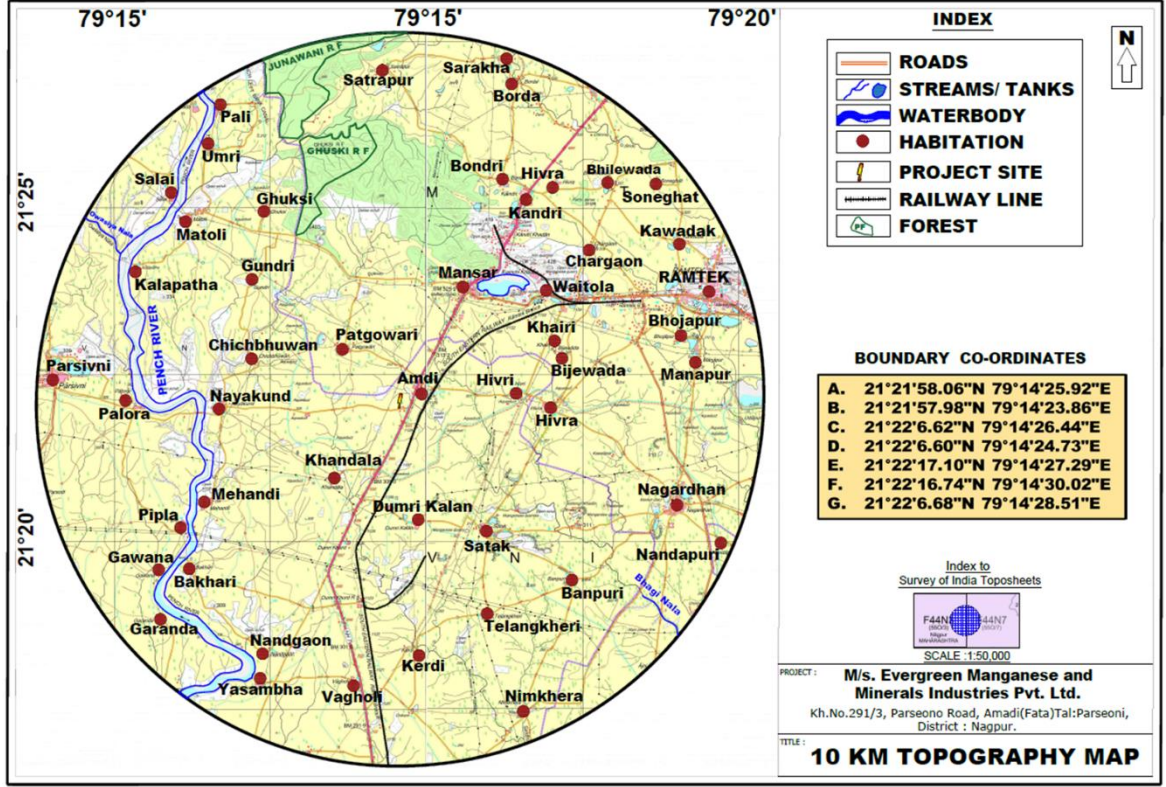 79°15'
79°15'
79°20'
21°25'
21°20'
JUNAWANI R F
GHUSKI R F
Satrapur
Sarakha
Borda
Pali
Umri
Salai
Matoli
Ghuksi
Bondri
Hivra
Bhilewada
Soneghat
Kandri
Kawadak
Chargaon
Owasiya Nala
Kalapatha
Gundri
Mansar
Waitola
RAMTEK
PENCH RIVER
Patgowari
Chichbhuwan
Khairi
Bhojapur
Bijewada
Manapur
Parsivni
Palora
Nayakund
Amdi
Hivri
Hivra
Khandala
Mehandi
Dumri Kalan
Nagardhan
Pipla
Satak
Nandapuri
Gawana
Bakhari
Banpuri
Bhagi Nala
Garanda
Telangkheri
Nandgaon
Kerdi
Yasambha
Vagholi
Nimkhera
M
V
N
I
INDEX
N
ROADS
STREAMS/ TANKS
WATERBODY
HABITATION
PROJECT SITE
RAILWAY LINE
PF
FOREST
BOUNDARY CO-ORDINATES
A. 21°21'58.06"N 79°14'25.92"E
B. 21°21'57.98"N 79°14'23.86"E
C. 21°22'6.62"N 79°14'26.44"E
D. 21°22'6.60"N 79°14'24.73"E
E. 21°22'17.10"N 79°14'27.29"E
F. 21°22'16.74"N 79°14'30.02"E
G. 21°22'6.68"N 79°14'28.51"E
Index to
Survey of India Toposheets
SCALE :1:50,000
PROJECT :
M/s. Evergreen Manganese and
Minerals Industries Pvt. Ltd.
Kh.No.291/3, Parseono Road, Amadi(Fata)Tal:Parseoni,
District : Nagpur.
TITLE :
10 KM TOPOGRAPHY MAP